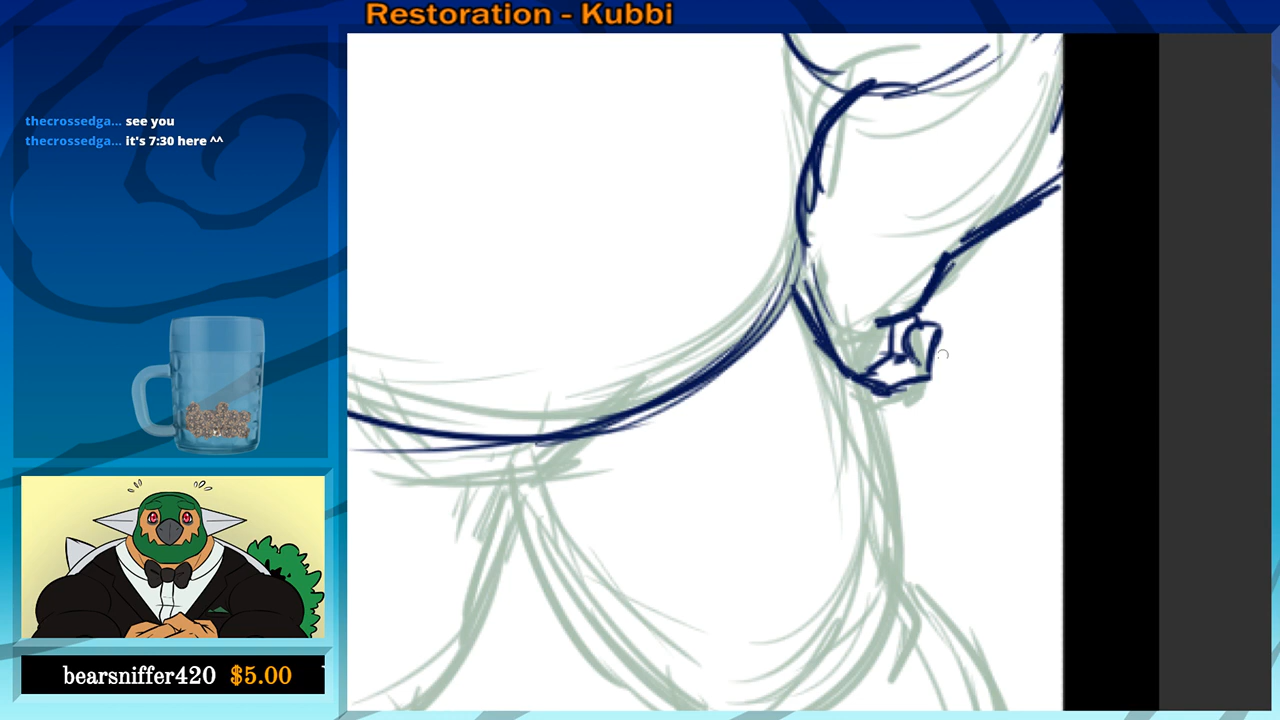 Restoration - Kubbi
thecrossedga... see you
thecrossedga... it's 7:30 here ^^
bearsniffer420 $5.00